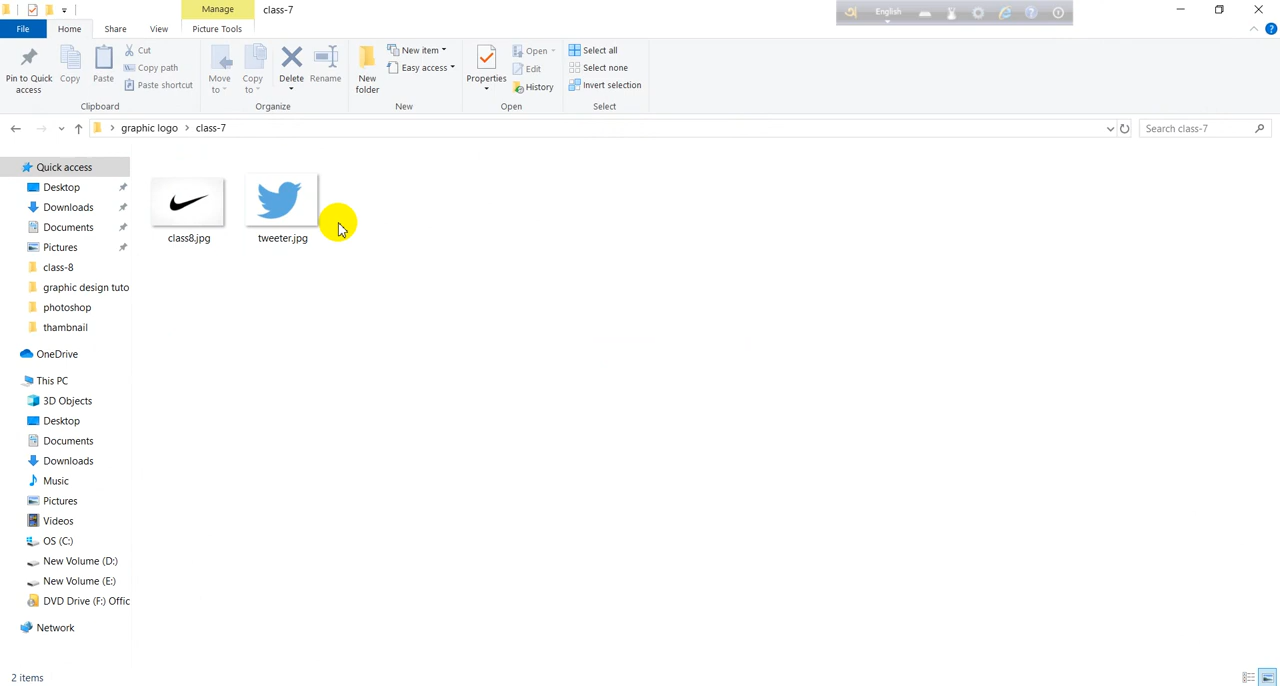 Manage
class-7
অ English
File
Home
Share
View
Picture Tools
Pin to Quick access
Copy
Paste
Cut
Copy path
Paste shortcut
Clipboard
Move to
Copy to
Delete
Rename
Organize
New folder
New item
Easy access
New
Properties
Open
Edit
History
Open
Select all
Select none
Invert selection
Select
graphic logo
class-7
Search class-7
Quick access
Desktop
Downloads
Documents
Pictures
class-8
graphic design tuto
photoshop
thambnail
OneDrive
This PC
3D Objects
Desktop
Documents
Downloads
Music
Pictures
Videos
OS (C:)
New Volume (D:)
New Volume (E:)
DVD Drive (F:) Offic
Network
class8.jpg
tweeter.jpg
2 items